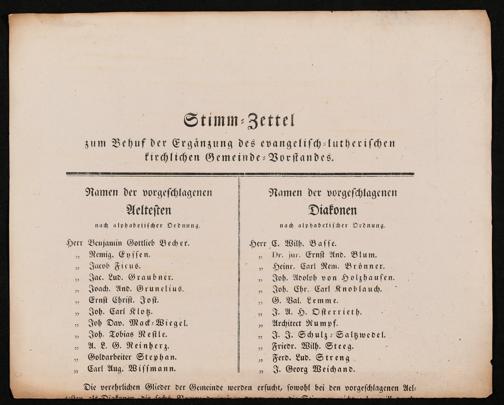 Stimm-Zettel
zum Behuf der Ergänzung des evangelisch-lutherischen
kirchlichen Gemeinde-Vorstandes.
Namen der vorgeschlagenen
Aeltesten
nach alphabetischer Ordnung.
Herr Benjamin Gottlieb Becher.
„ Remig. Eyssen.
„ Jacob Ficus.
„ Jac. Lud. Graubner.
„ Joach. And. Grunelius.
„ Ernst Christ. Jost.
„ Joh. Carl Klotz.
„ Joh Dav. Mack-Wiegel.
„ Joh. Tobias Nestle.
„ A. L. G. Reinherz.
„ Goldarbeiter Stephan.
„ Carl Aug. Wissmann.
Namen der vorgeschlagenen
Diakonen
nach alphabetischer Ordnung.
Herr C. Wilh. Basse.
„ Dr. jur. Ernst And. Blum.
„ Heinr. Carl Rem. Brönner.
„ Joh. Adolph von Holzhausen.
„ Joh. Chr. Carl Knoblauch.
„ G. Val. Lemme.
„ J. A. H. Osterrieth.
„ Architect Rumpf.
„ J. J. Schulz-Saltzwedel.
„ Friedr. Wilh. Steeg.
„ Ferd. Lud. Streng
„ J. Georg Weichand.
Die verehrlichen Glieder der Gemeinde werden ersucht, sowohl bei den vorgeschlagenen Ael-